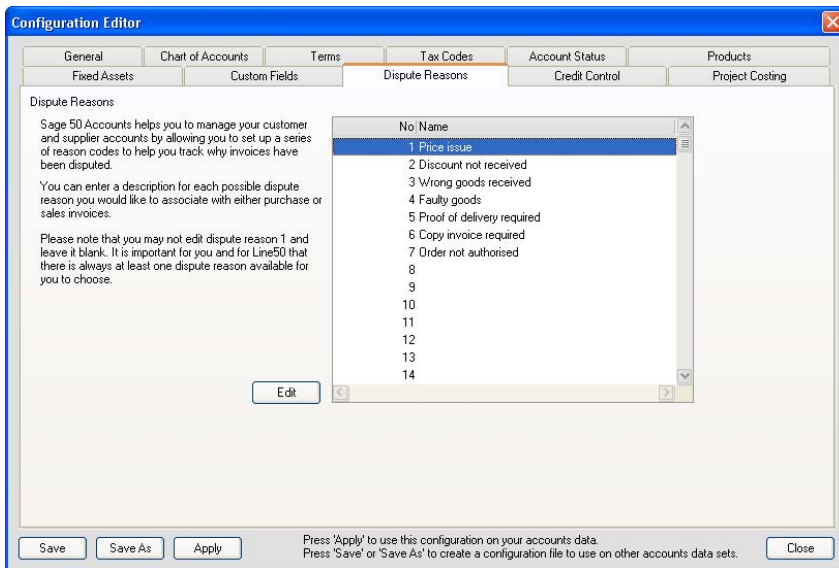 Configuration Editor
General Chart of Accounts Terms Tax Codes Account Status Products
Fixed Assets Custom Fields Dispute Reasons Credit Control Project Costing
Dispute Reasons
Sage 50 Accounts helps you to manage your customer
and supplier accounts by allowing you to set up a series
of reason codes to help you track why invoices have
been disputed.
You can enter a description for each possible dispute
reason you would like to associate with either purchase or
sales invoices.
Please note that you may not edit dispute reason 1 and
leave it blank. It is important for you and for Line50 that
there is always at least one dispute reason available for
you to choose.
No Name
1 Price issue
2 Discount not received
3 Wrong goods received
4 Faulty goods
5 Proof of delivery required
6 Copy invoice required
7 Order not authorised
8
9
10
11
12
13
14
Edit
Save Save As Apply
Press 'Apply' to use this configuration on your accounts data.
Press 'Save' or 'Save As' to create a configuration file to use on other accounts data sets.
Close